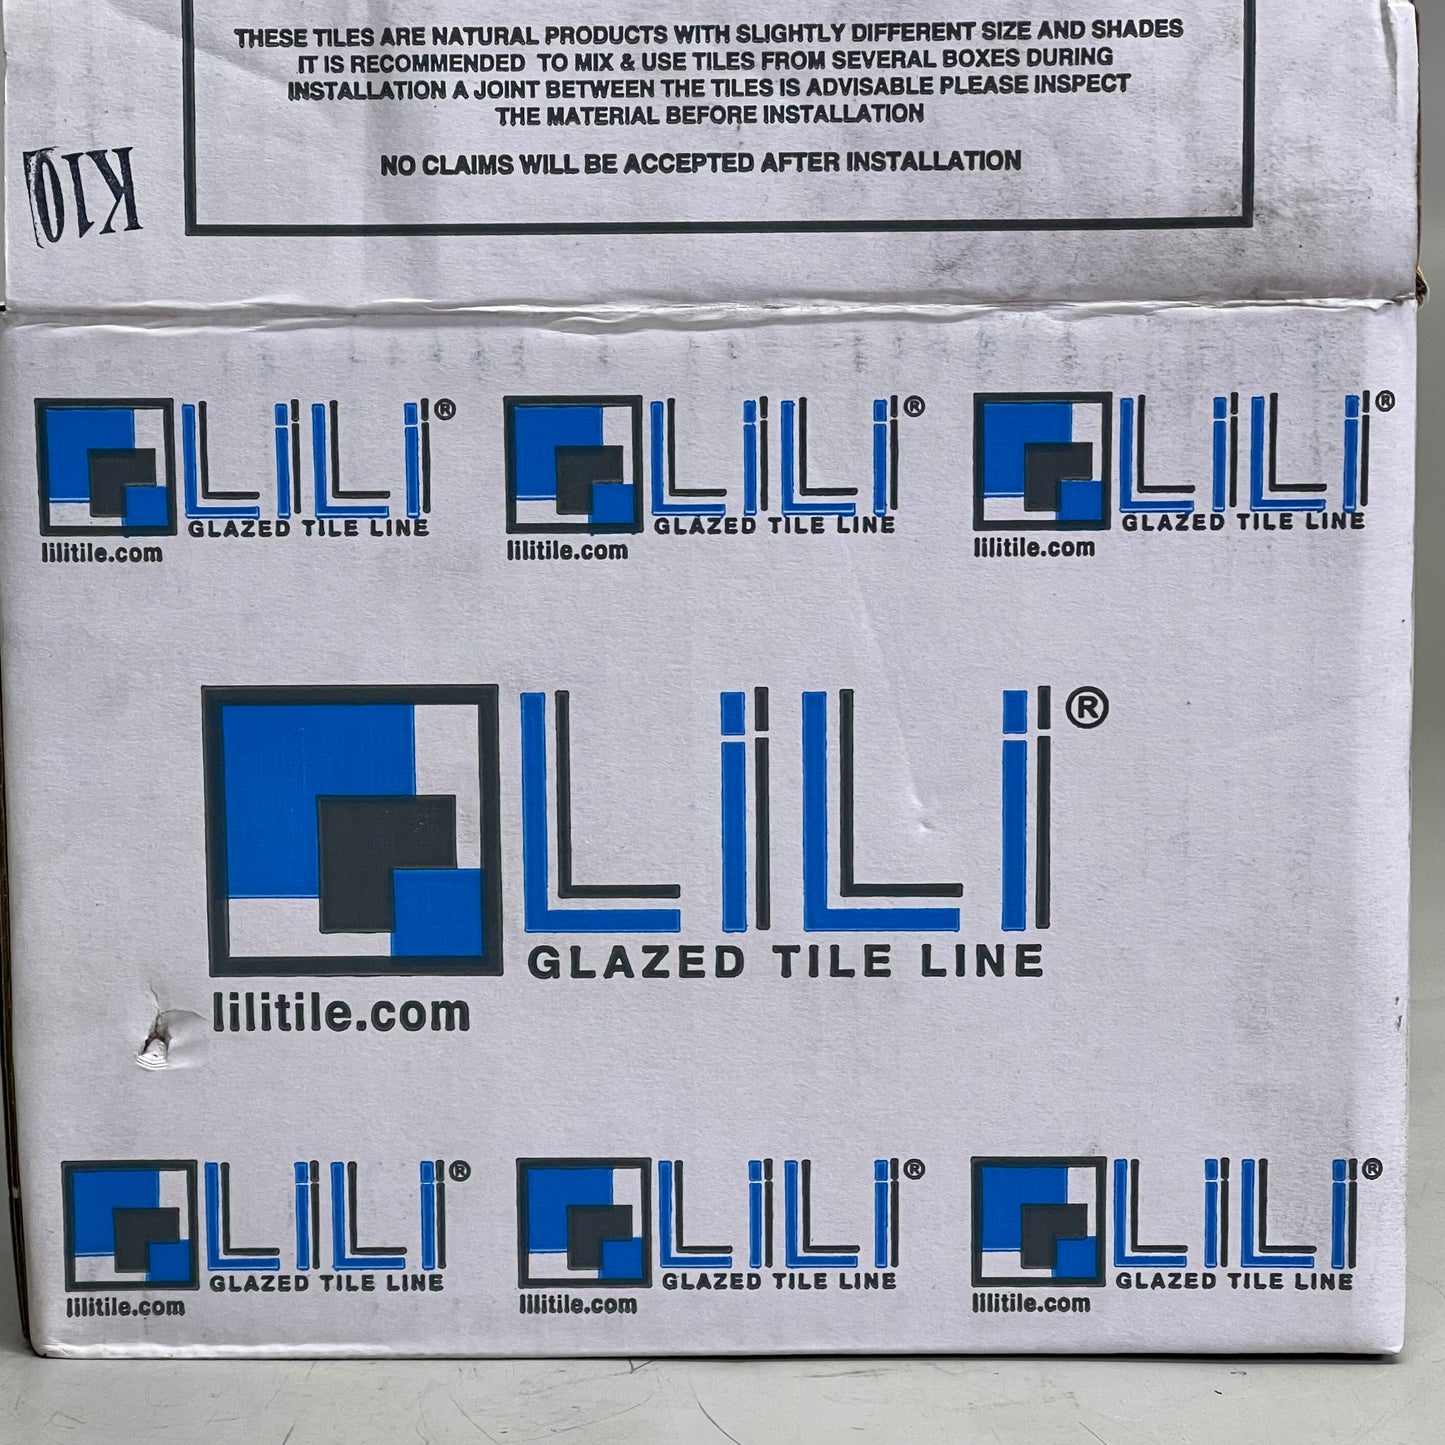 THESE TILES ARE NATURAL PRODUCTS WITH SLIGHTLY DIFFERENT SIZE AND SHADES
IT IS RECOMMENDED TO MIX & USE TILES FROM SEVERAL BOXES DURING
INSTALLATION A JOINT BETWEEN THE TILES IS ADVISABLE PLEASE INSPECT
THE MATERIAL BEFORE INSTALLATION
NO CLAIMS WILL BE ACCEPTED AFTER INSTALLATION
K10
LiLi®
GLAZED TILE LINE
lilitile.com
LiLi®
GLAZED TILE LINE
lilitile.com
LiLi®
GLAZED TILE LINE
lilitile.com
LiLi®
GLAZED TILE LINE
lilitile.com
LiLi®
GLAZED TILE LINE
lilitile.com
LiLi®
GLAZED TILE LINE
lilitile.com
LiLi®
GLAZED TILE LINE
lilitile.com